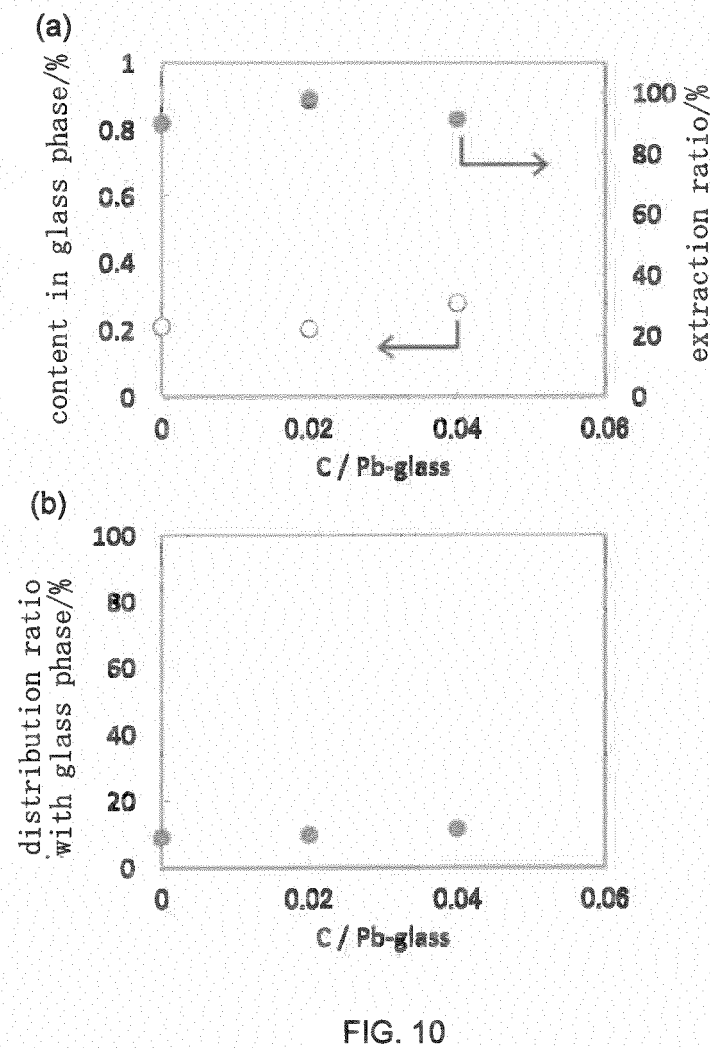 (a)
content in glass phase/%
1
0.8
0.6
0.4
0.2
0
100
80
60
40
20
0
extraction ratio/%
0 0.02 0.04 0.06
C / Pb-glass
(b)
distribution ratio
with glass phase/%
100
80
60
40
20
0
0 0.02 0.04 0.06
C / Pb-glass
FIG. 10